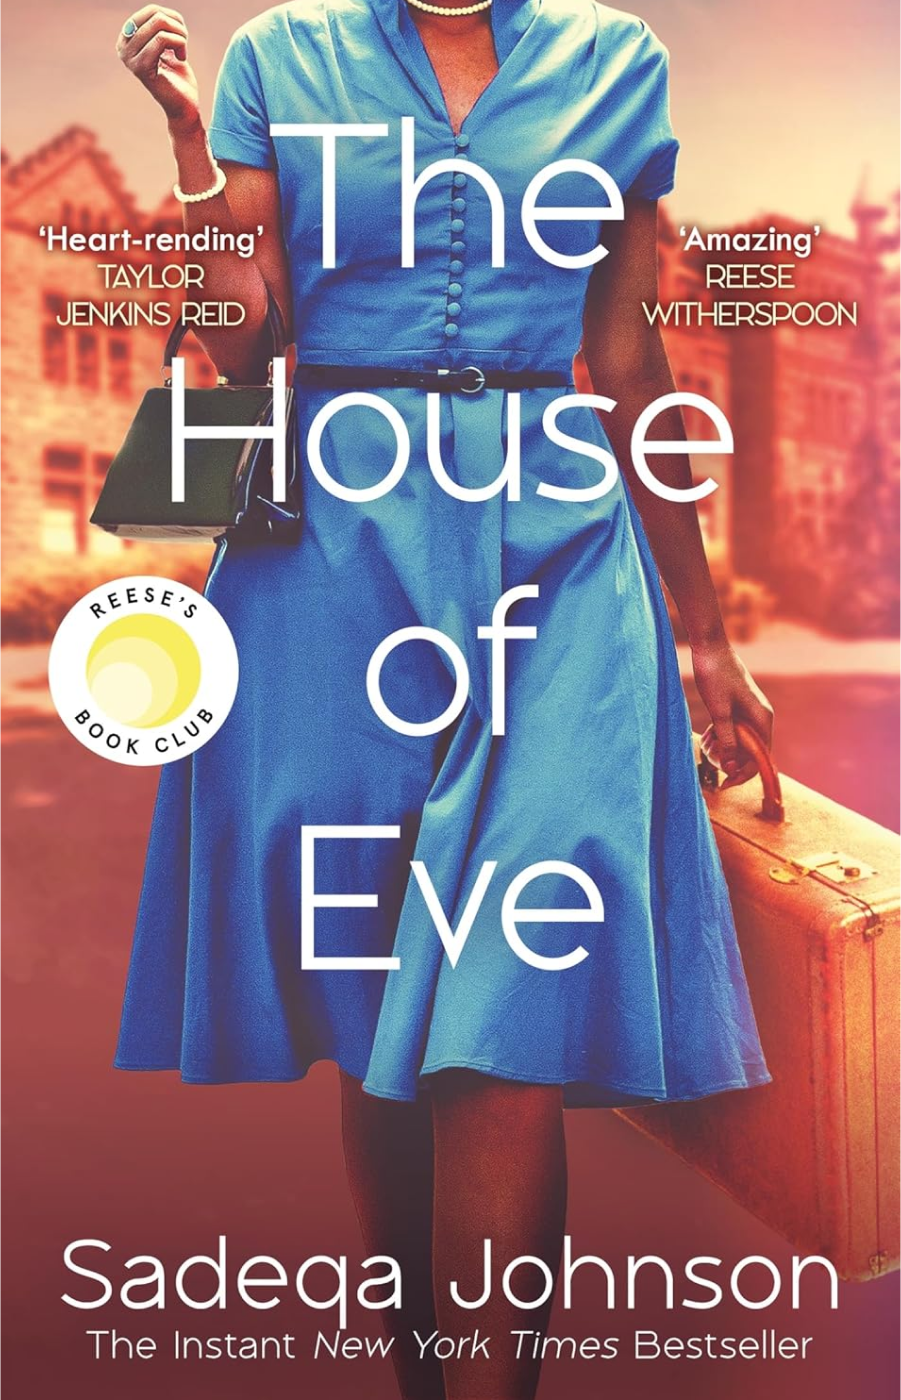 The
'Heart-rending'
TAYLOR
JENKINS REID
'Amazing'
REESE
WITHERSPOON
House
of
REESE'S
BOOK CLUB
Eve
Sadeqa Johnson
The Instant New York Times Bestseller